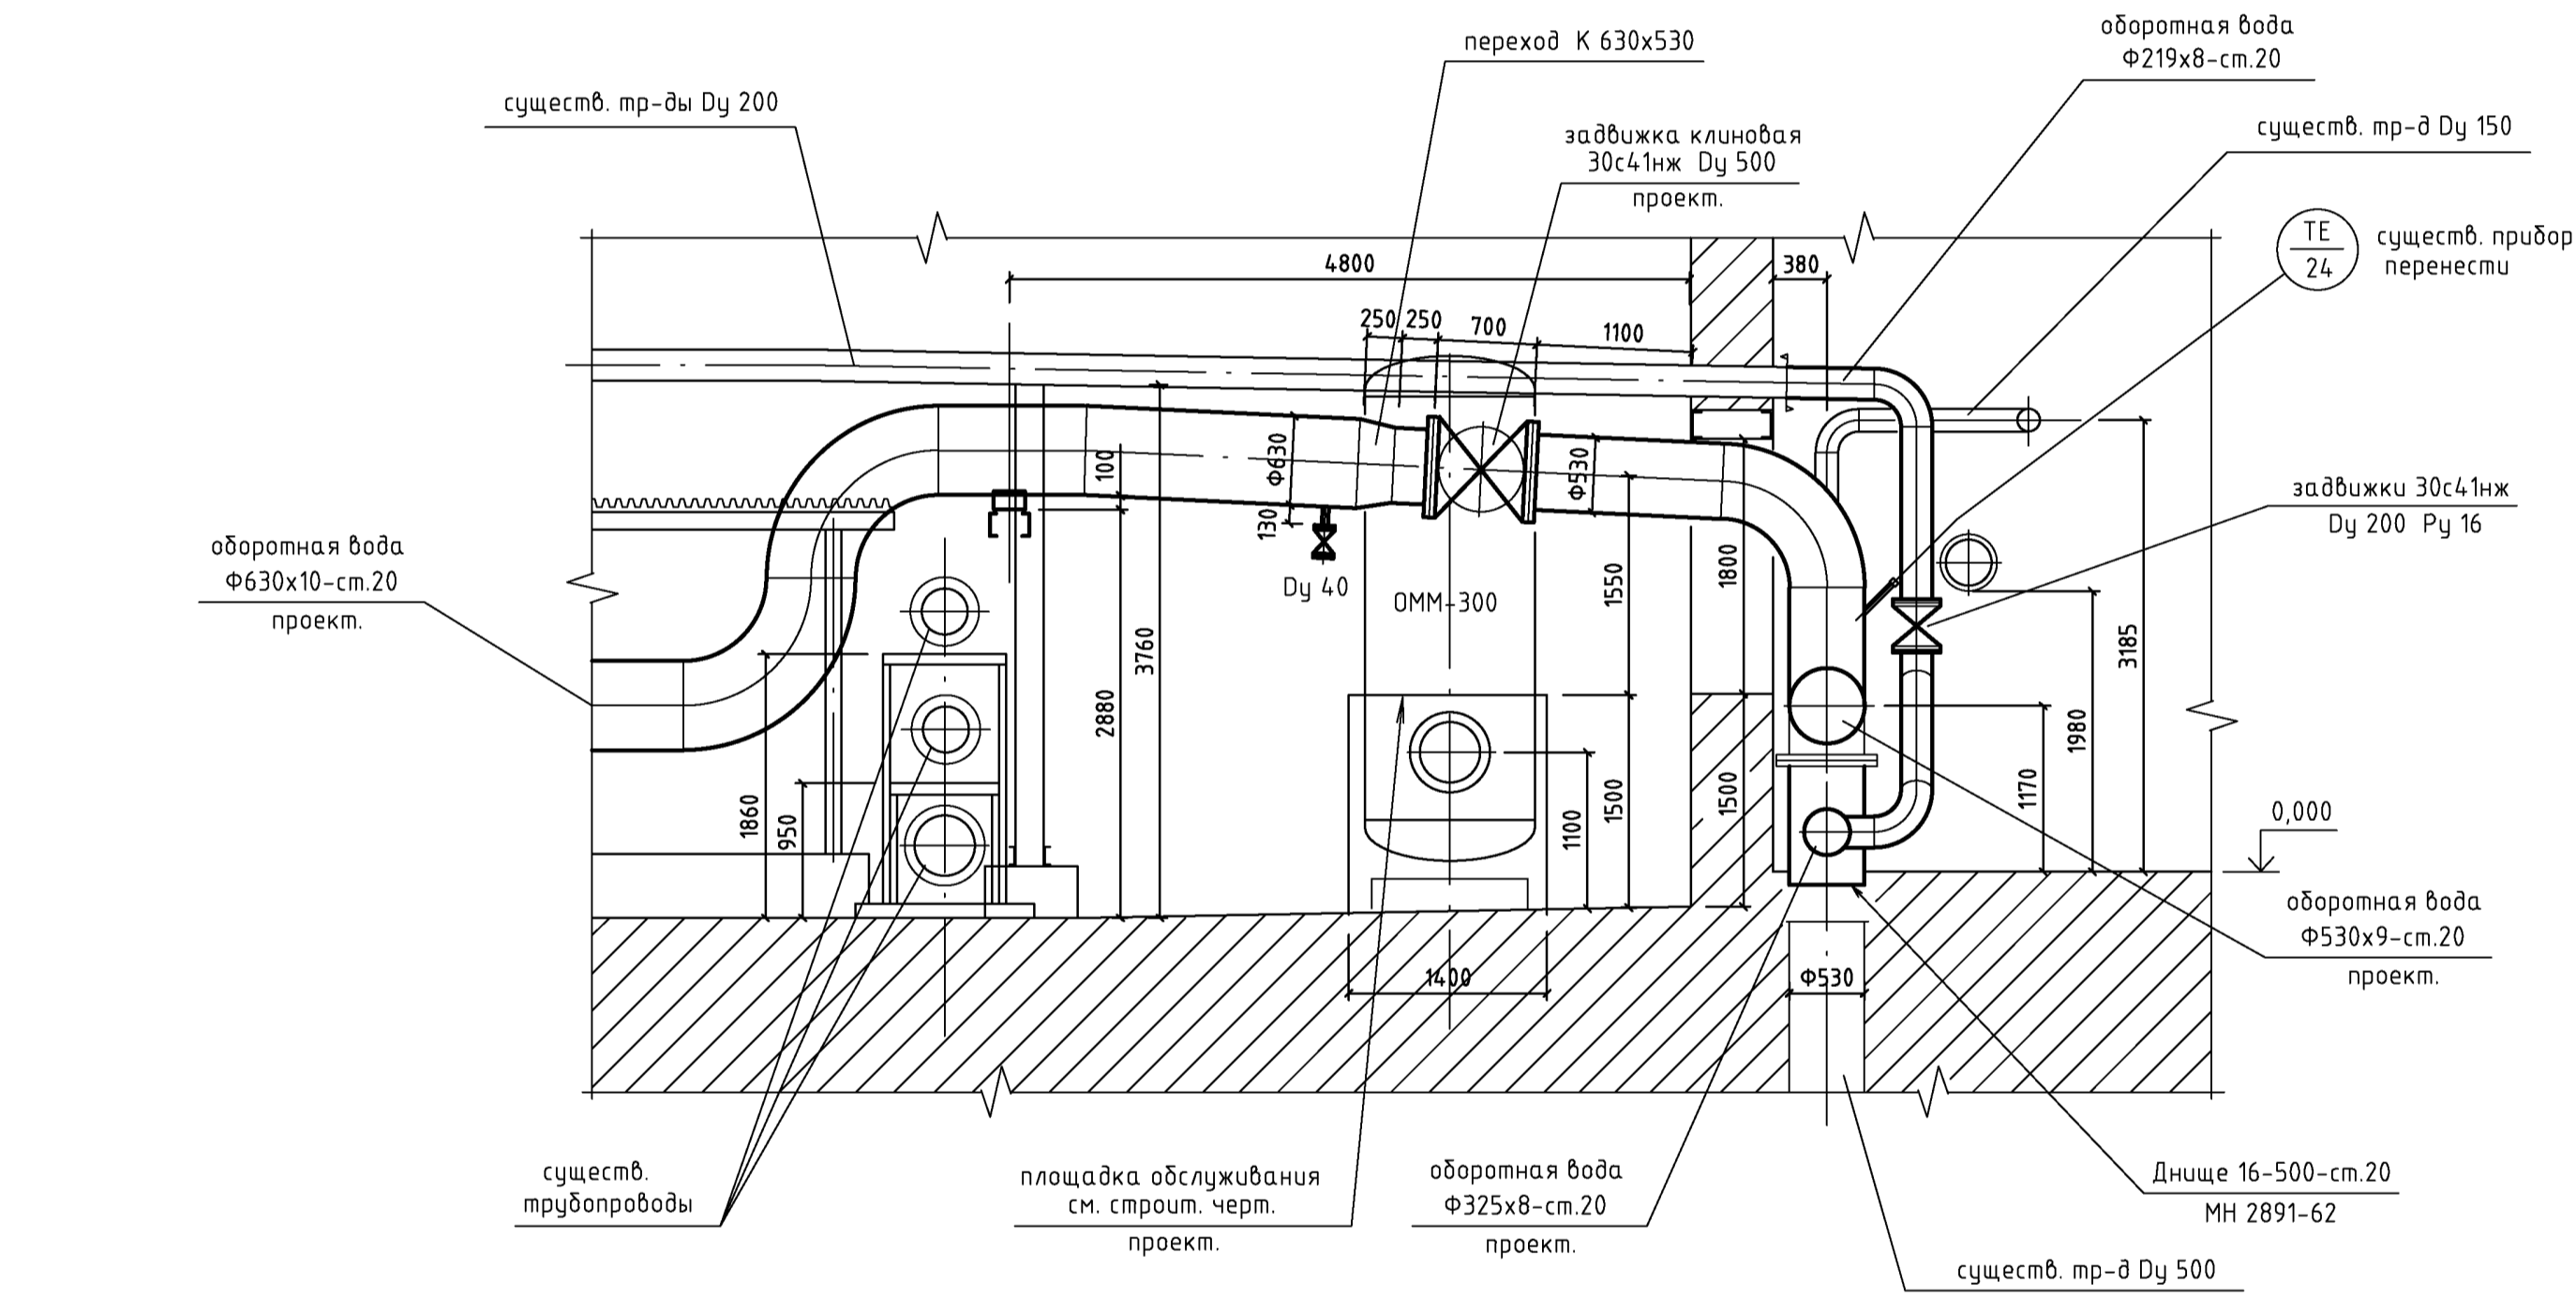 переход К 630х530
оборотная вода
Ф219х8-ст.20
существ. тр-ды Dy 200
задвижка клиновая
30с41нж Dy 500
проект.
существ. тр-д Dy 150
TE
24
существ. прибор
перенести
4800
380
250
250
700
1100
Ф630
100
130
Ф530
Dy 40
ОММ-300
1550
1800
3760
2880
1860
950
1100
1500
1500
3185
1980
1170
задвижки 30с41нж
Dy 200 Py 16
0,000
оборотная вода
Ф630х10-ст.20
проект.
оборотная вода
Ф530х9-ст.20
проект.
1400
Ф530
существ.
трубопроводы
площадка обслуживания
см. строит. черт.
проект.
оборотная вода
Ф325х8-ст.20
проект.
Днище 16-500-ст.20
МН 2891-62
существ. тр-д Dy 500